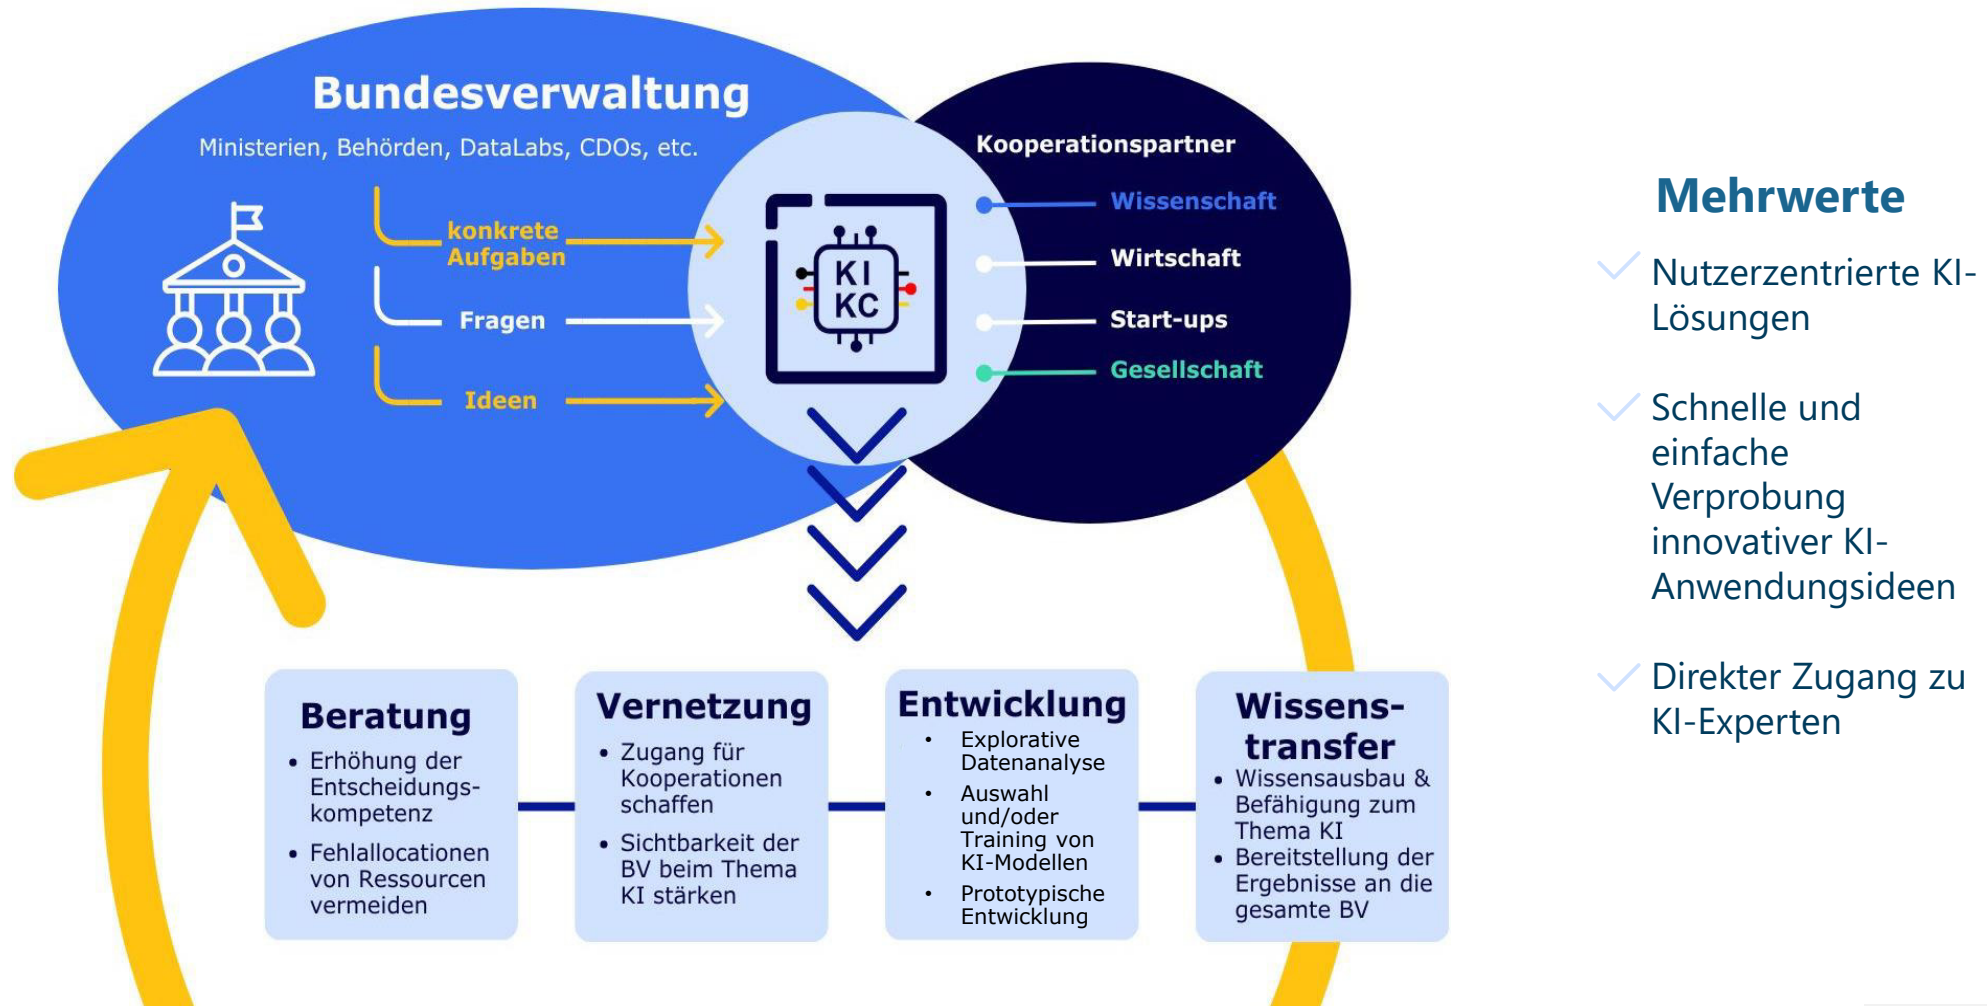 Bundesverwaltung
Ministerien, Behörden, DataLabs, CDOs, etc.
konkrete
Aufgaben
Fragen
Ideen
KI
KC
Kooperationspartner
Wissenschaft
Wirtschaft
Start-ups
Gesellschaft
Beratung
• Erhöhung der
Entscheidungs-
kompetenz
• Fehlallocationen
von Ressourcen
vermeiden
Vernetzung
• Zugang für
Kooperationen
schaffen
• Sichtbarkeit der
BV beim Thema
KI stärken
Entwicklung
• Explorative
Datenanalyse
• Auswahl
und/oder
Training von
KI-Modellen
• Prototypische
Entwicklung
Wissens-
transfer
• Wissensausbau &
Befähigung zum
Thema KI
• Bereitstellung der
Ergebnisse an die
gesamte BV
Mehrwerte
Nutzerzentrierte KI-
Lösungen
Schnelle und
einfache
Verprobung
innovativer KI-
Anwendungsideen
Direkter Zugang zu
KI-Experten